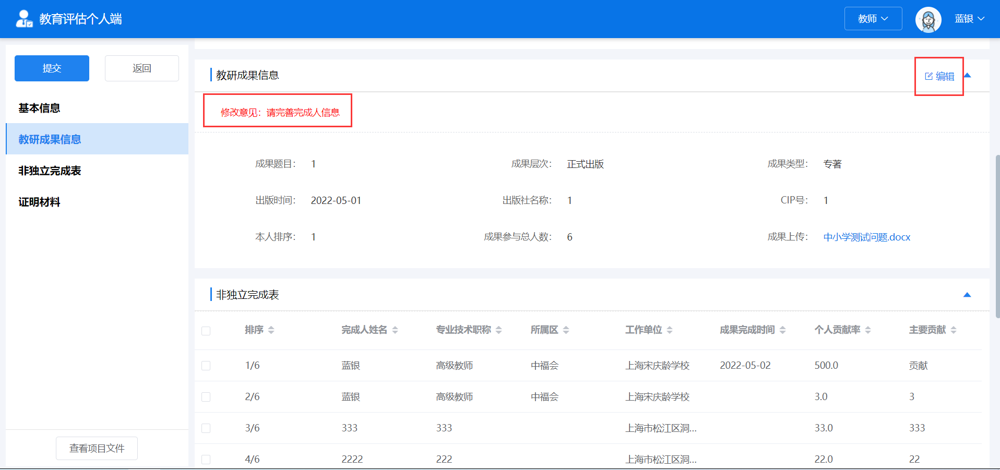 教育评估个人端
教师
蓝银
提交
返回
基本信息
教研成果信息
非独立完成表
证明材料
查看项目文件
教研成果信息
编辑
修改意见：请完善完成人信息
成果题目： 1
成果层次： 正式出版
成果类型： 专著
出版时间： 2022-05-01
出版社名称： 1
CIP号： 1
本人排序： 1
成果参与总人数： 6
成果上传： 中小学测试问题.docx
非独立完成表
排序 完成人姓名 专业技术职称 所属区 工作单位 成果完成时间 个人贡献率 主要贡献
1/6 蓝银 高级教师 中福会 上海宋庆龄学校 2022-05-02 500.0 贡献
2/6 蓝银 高级教师 中福会 上海宋庆龄学校 3.0 3
3/6 333 333 上海市松江区洞... 33.0 333
4/6 2222 222 上海市松江区洞... 22.0 22